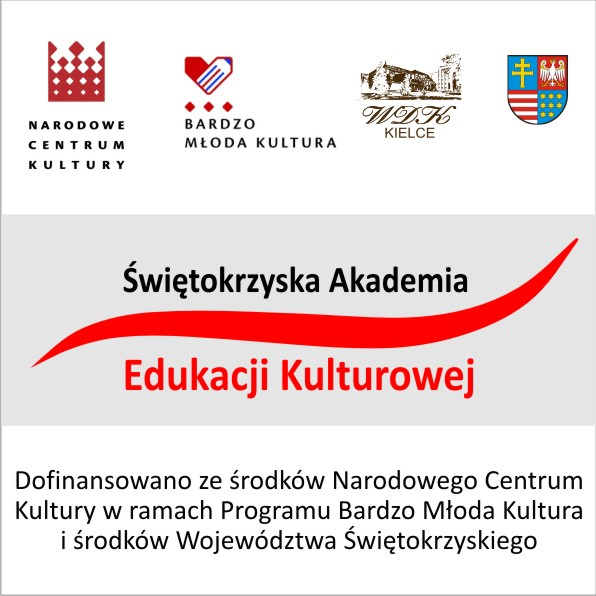 NARODOWE
CENTRUM
KULTURY
BARDZO
MŁODA KULTURA
WDK
KIELCE
Świętokrzyska Akademia
Edukacji Kulturowej
Dofinansowano ze środków Narodowego Centrum
Kultury w ramach Programu Bardzo Młoda Kultura
i środków Województwa Świętokrzyskiego